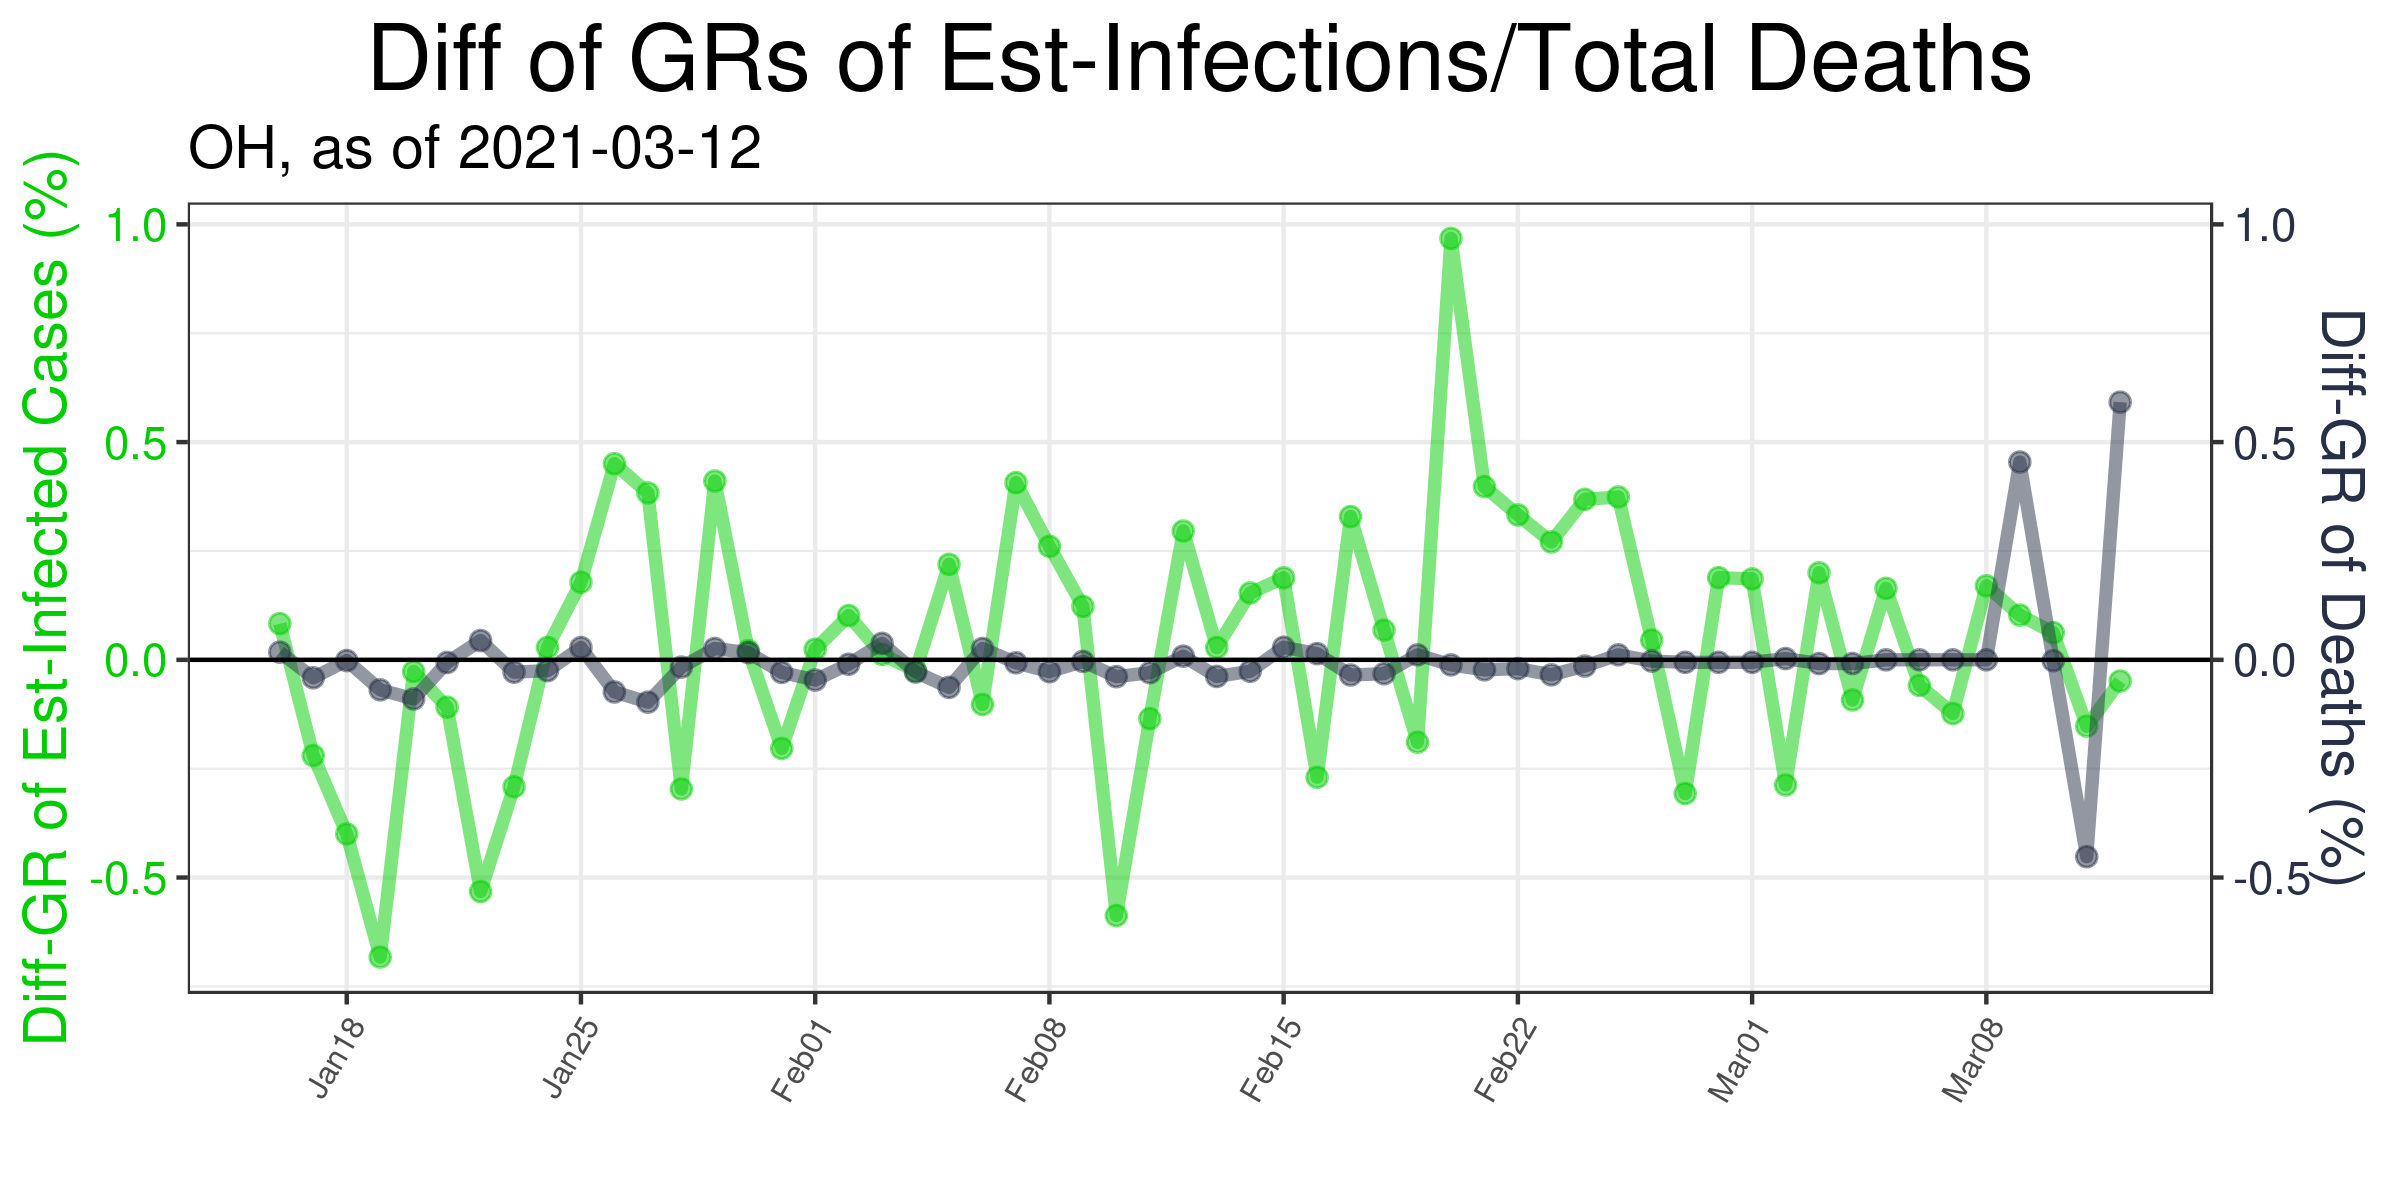 Diff of GRs of Est-Infections/Total Deaths
OH, as of 2021-03-12
Diff-GR of Est-Infected Cases (%)
1.0
0.5
0.0
-0.5
1.0
0.5
0.0
-0.5
Diff-GR of Deaths (%)
Jan18
Jan25
Feb01
Feb08
Feb15
Feb22
Mar01
Mar08